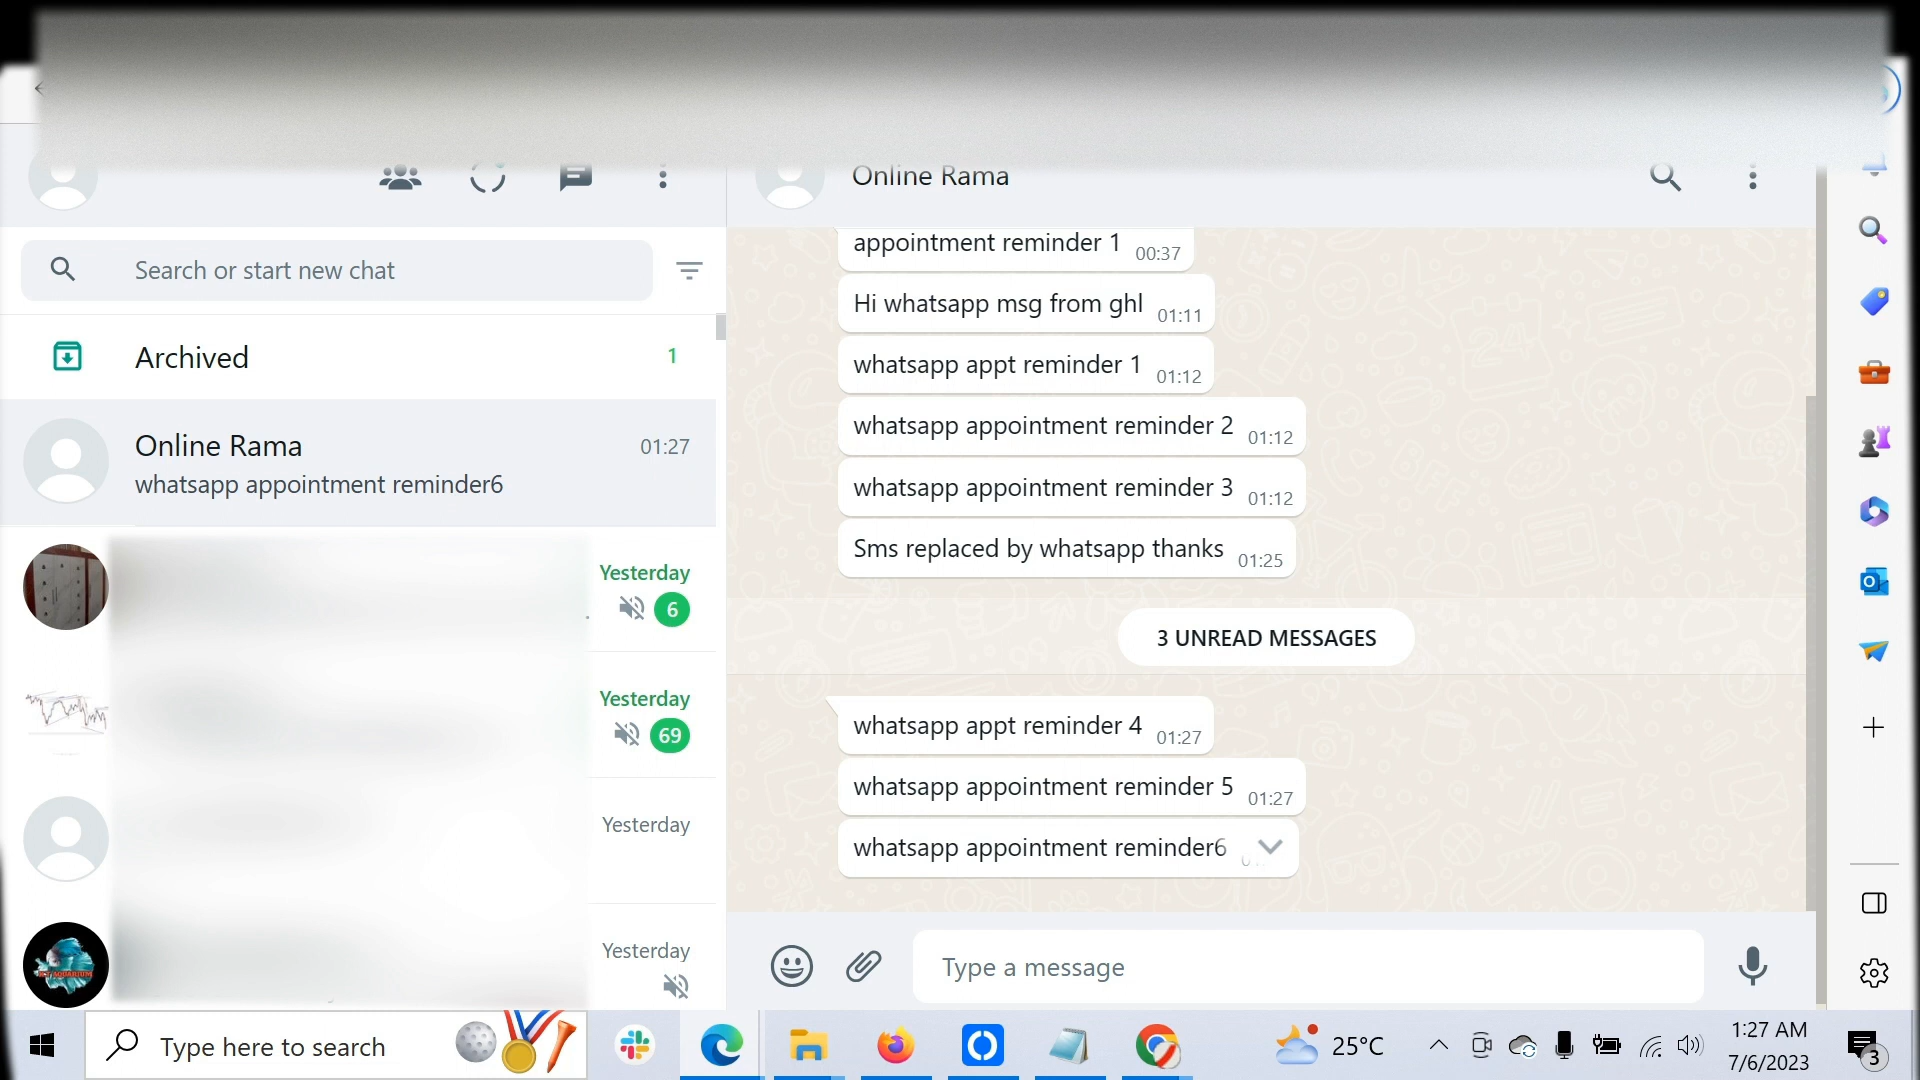 Online Rama
Search or start new chat
Archived
1
Online Rama
01:27
whatsapp appointment reminder6
Yesterday
6
Yesterday
69
Yesterday
Yesterday
appointment reminder 1
00:37
Hi whatsapp msg from ghl
01:11
whatsapp appt reminder 1
01:12
whatsapp appointment reminder 2
01:12
whatsapp appointment reminder 3
01:12
Sms replaced by whatsapp thanks
01:25
3 UNREAD MESSAGES
whatsapp appt reminder 4
01:27
whatsapp appointment reminder 5
01:27
whatsapp appointment reminder6
Type a message
Type here to search
25°C
1:27 AM
7/6/2023
3